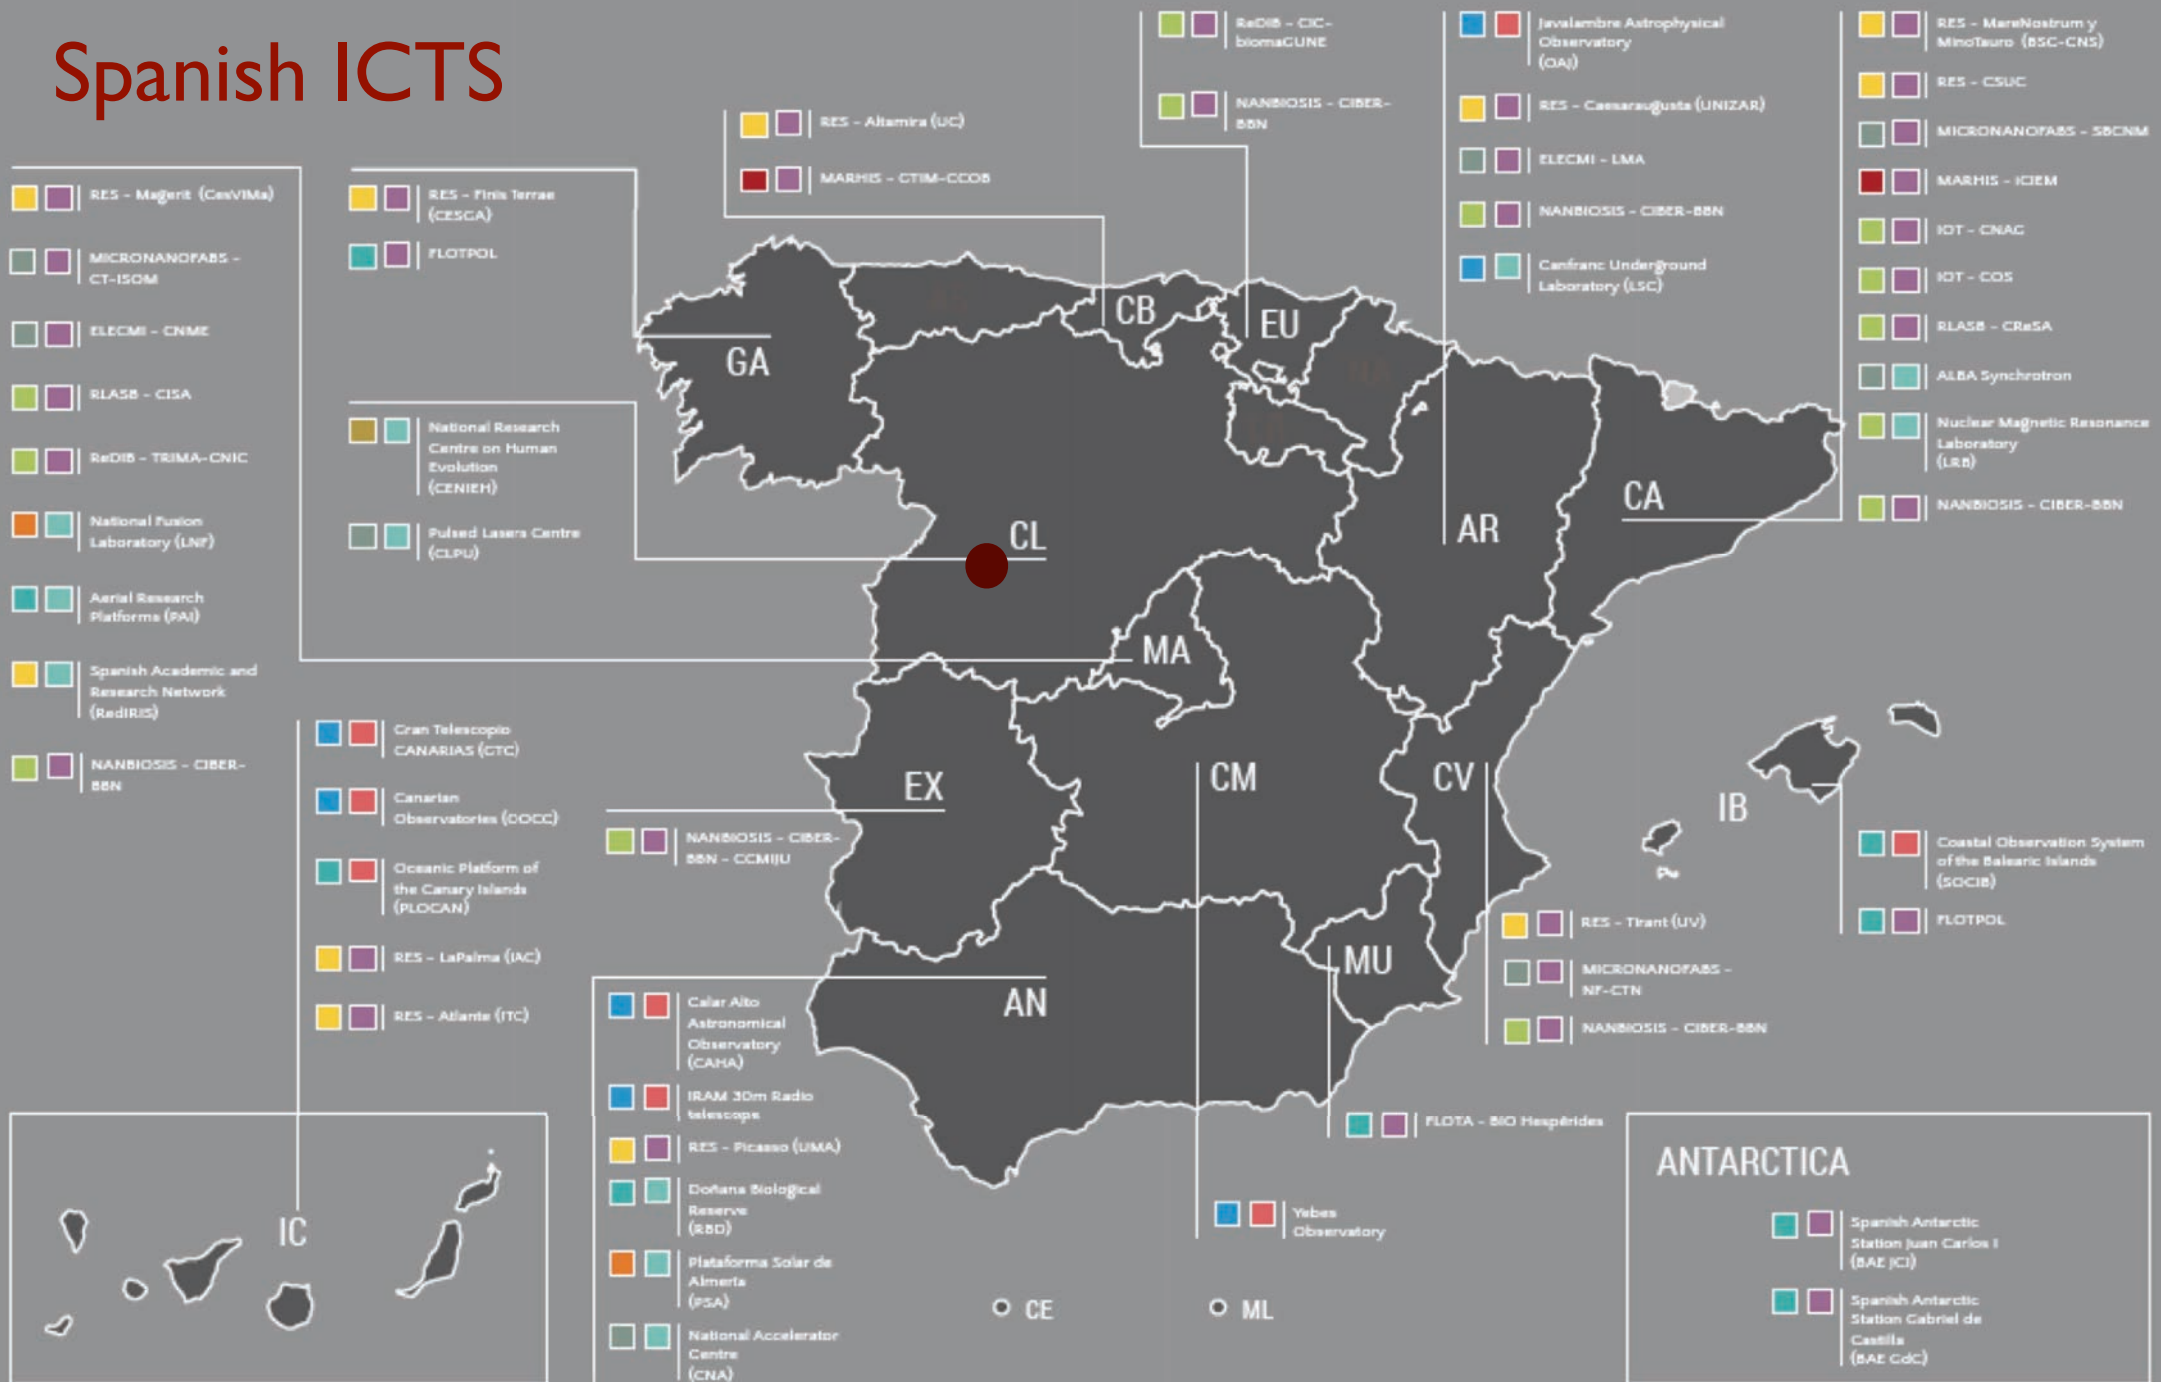 Spanish ICTS
RES - Magerit (CesViMa)
MICRONANOFABS -
CT-ISOM
ELECMI - CNME
RLASB - CISA
ReDIB - TRIMA-CNIC
National Fusion
Laboratory (LNF)
Aerial Research
Platforms (PAI)
Spanish Academic and
Research Network
(RedIRIS)
NANBIOSIS - CIBER-
BBN
RES - Finis Terrae
(CESGA)
FLOTPOL
National Research
Centre on Human
Evolution
(CENIEH)
Pulsed Lasers Centre
(CLPU)
RES - Altamira (UC)
MARHIS - CTIM-CCOB
ReDIB - CIC-
biomaGUNE
NANBIOSIS - CIBER-
BBN
Javalambre Astrophysical
Observatory
(OAJ)
RES - Caesaraugusta (UNIZAR)
ELECMI - LMA
NANBIOSIS - CIBER-BBN
Canfranc Underground
Laboratory (LSC)
RES - MareNostrum y
MinoTauro (BSC-CNS)
RES - CSUC
MICRONANOFABS - SBCNM
MARHIS - iCIEM
IOT - CNAG
IOT - COS
RLASB - CReSA
ALBA Synchrotron
Nuclear Magnetic Resonance
Laboratory
(LRB)
NANBIOSIS - CIBER-BBN
GA
CB
EU
CL
AR
CA
MA
EX
CM
CV
IB
AN
MU
Gran Telescopio
CANARIAS (GTC)
Canarian
Observatories (OOCC)
Oceanic Platform of
the Canary Islands
(PLOCAN)
RES - LaPalma (IAC)
RES - Atlante (ITC)
IC
NANBIOSIS - CIBER-
BBN - CCMIJU
Calar Alto
Astronomical
Observatory
(CAHA)
IRAM 30m Radio
telescope
RES - Picasso (UMA)
Doñana Biological
Reserve
(RBD)
Plataforma Solar de
Almería
(PSA)
National Accelerator
Centre
(CNA)
Yebes
Observatory
FLOTA - BIO Hespérides
RES - Tirant (UV)
MICRONANOFABS -
NF-CTN
NANBIOSIS - CIBER-BBN
Coastal Observation System
of the Balearic Islands
(SOCIB)
FLOTPOL
CE
ML
ANTARCTICA
Spanish Antarctic
Station Juan Carlos I
(BAE JCI)
Spanish Antarctic
Station Gabriel de
Castilla
(BAE GdC)